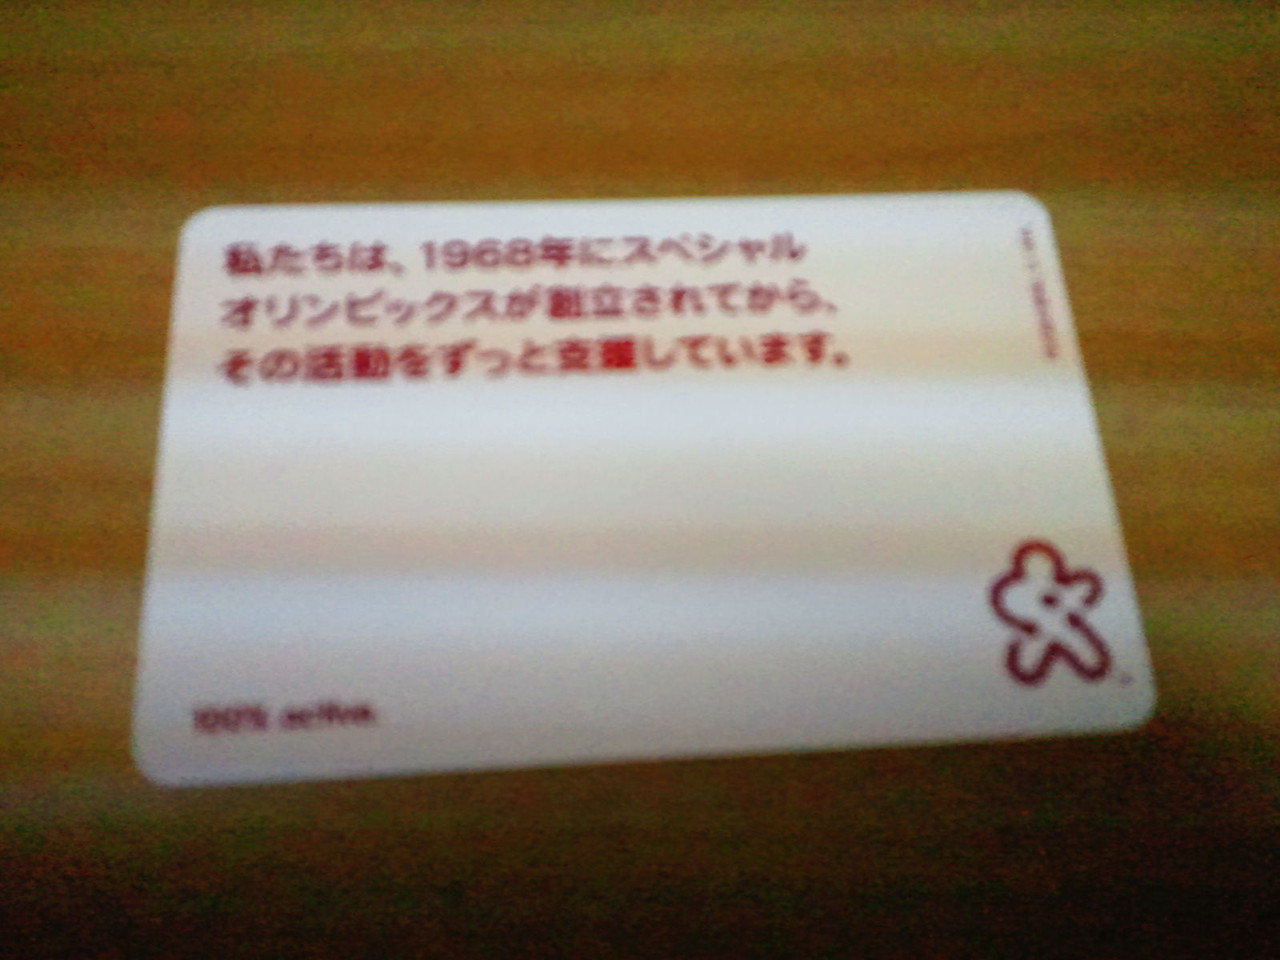 私たちは、1968年にスペシャル
オリンピックスが創立されてから、
その活動をずっと支援しています。
100% active.